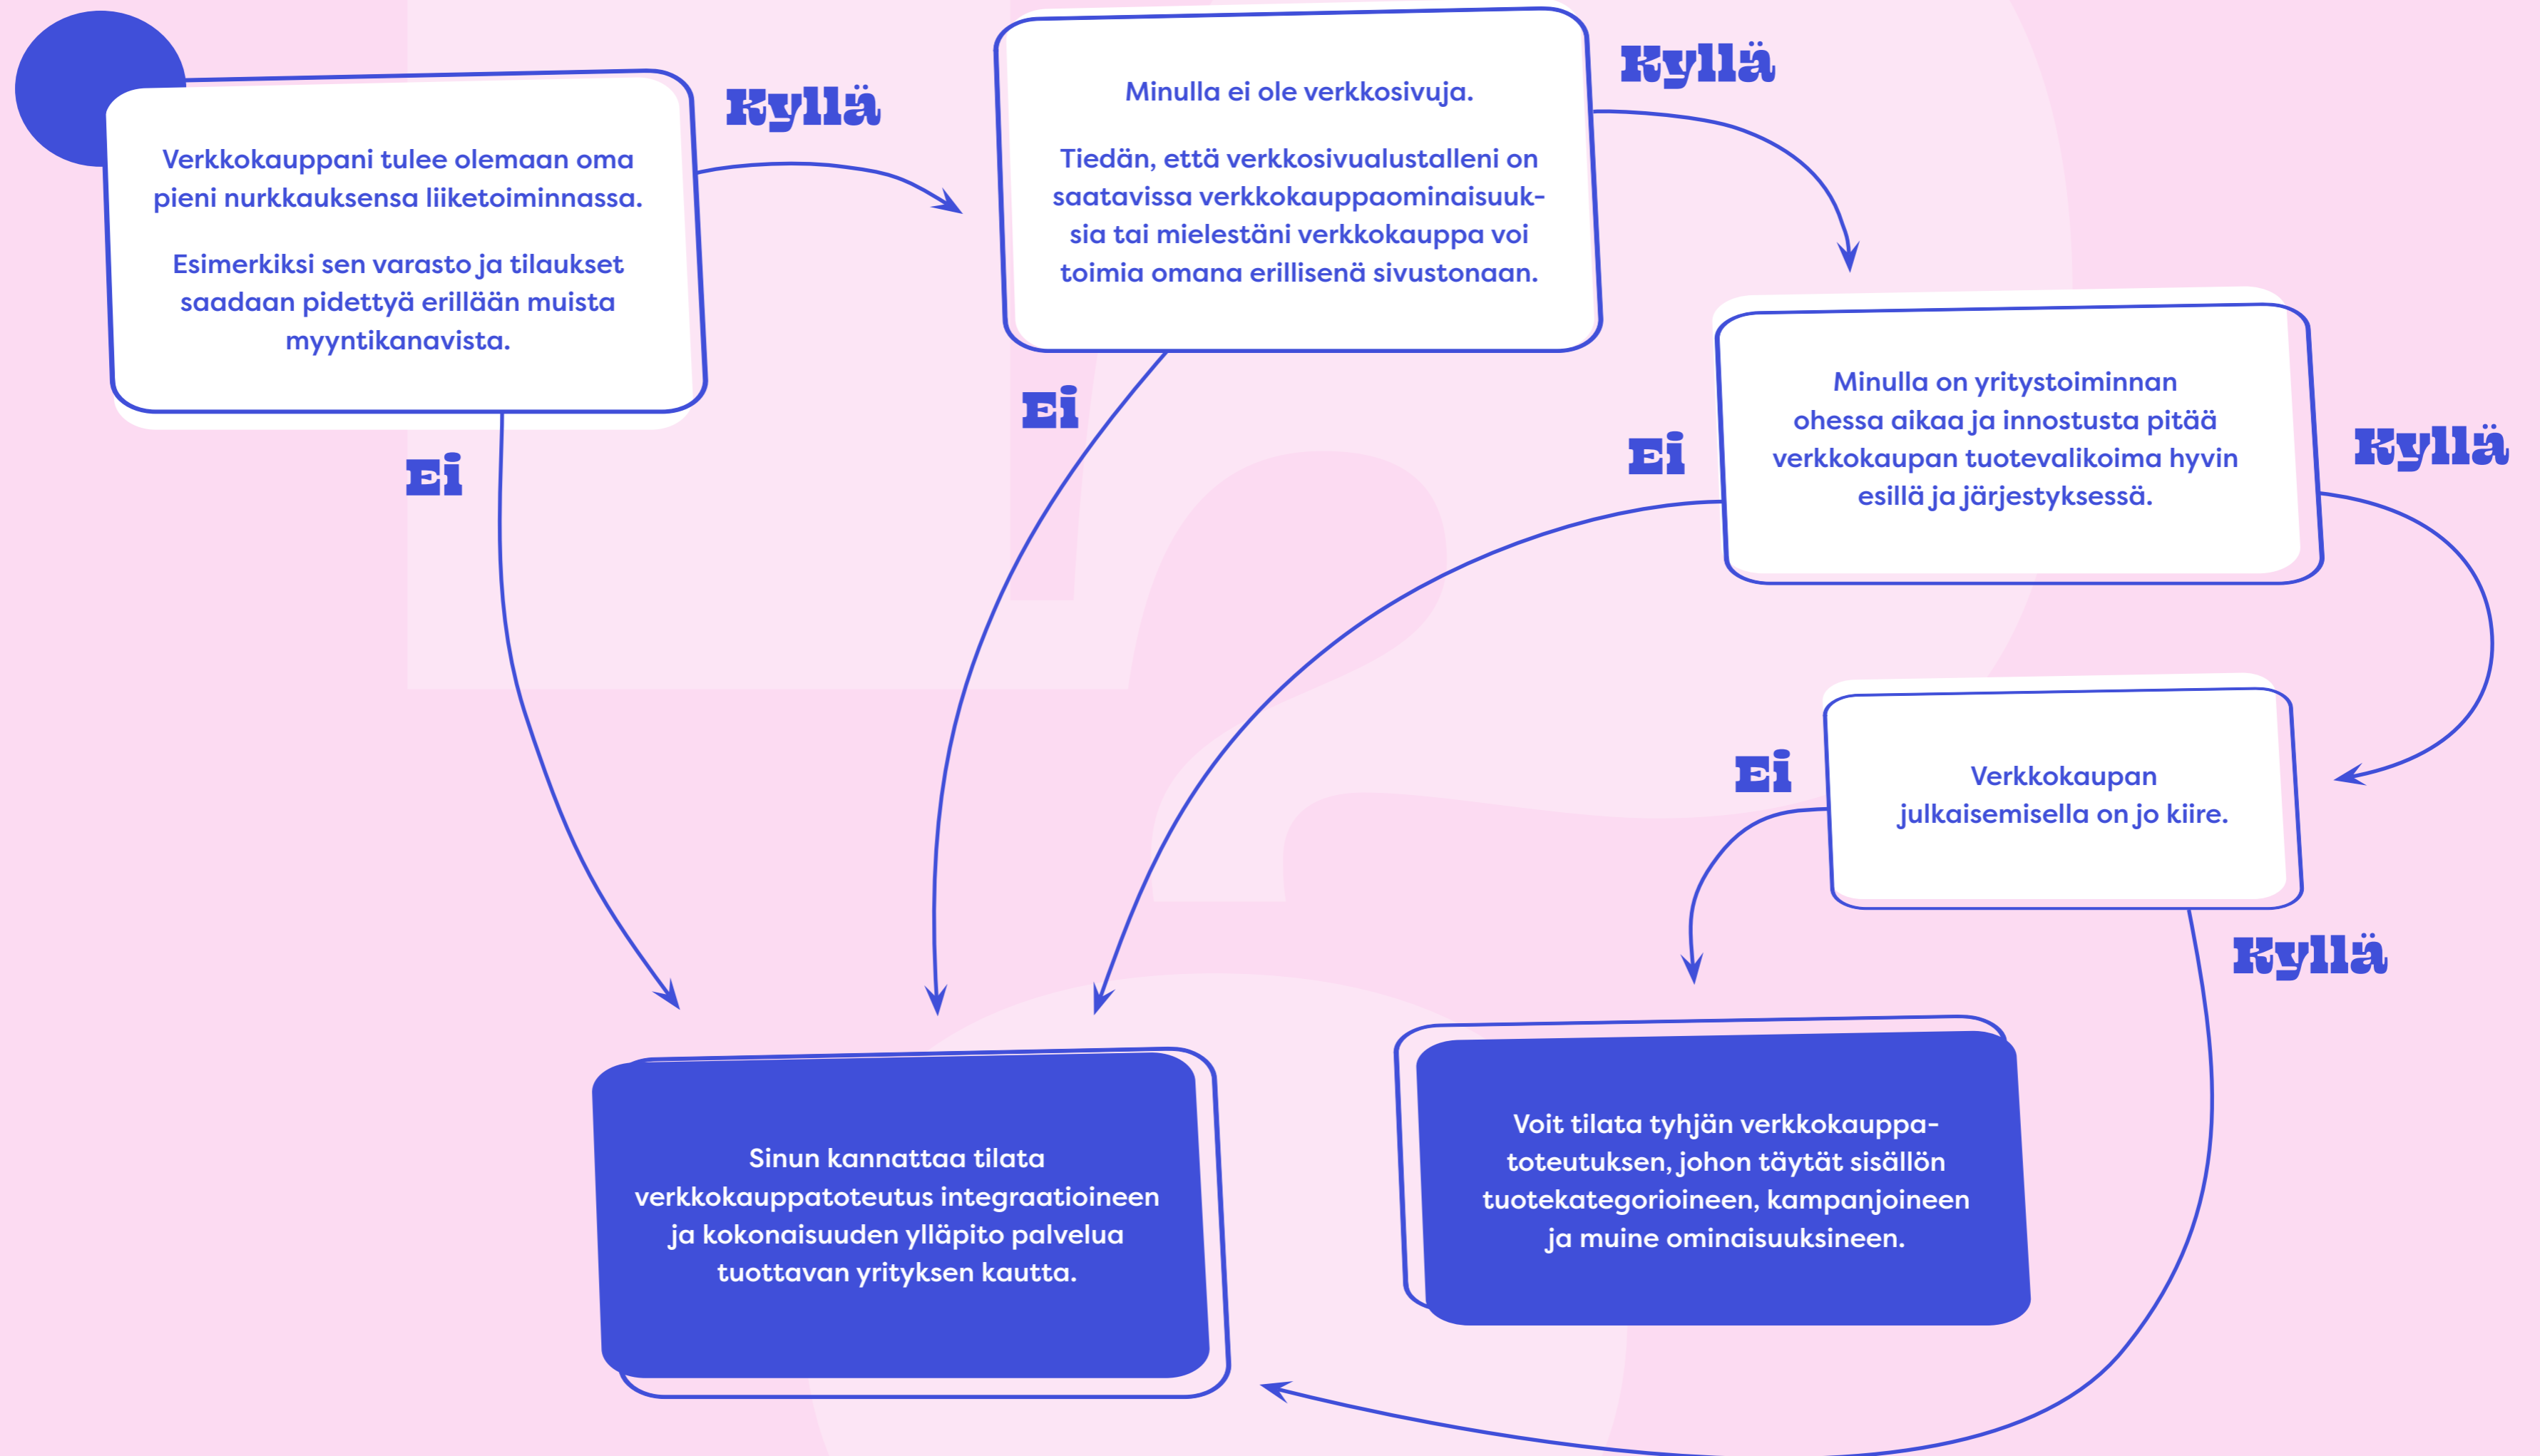 Verkkokauppani tulee olemaan oma
pieni nurkkauksensa liiketoiminnassa.
Esimerkiksi sen varasto ja tilaukset
saadaan pidettyä erillään muista
myyntikanavista.
Kyllä
Ei
Minulla ei ole verkkosivuja.
Tiedän, että verkkosivualustalleni on
saatavissa verkkokauppaominaisuuk-
sia tai mielestäni verkkokauppa voi
toimia omana erillisenä sivustonaan.
Kyllä
Ei
Minulla on yritystoiminnan
ohessa aikaa ja innostusta pitää
verkkokaupan tuotevalikoima hyvin
esillä ja järjestyksessä.
Ei
Kyllä
Verkkokaupan
julkaisemisella on jo kiire.
Ei
Kyllä
Sinun kannattaa tilata
verkkokauppatoteutus integraatioineen
ja kokonaisuuden ylläpito palvelua
tuottavan yrityksen kautta.
Voit tilata tyhjän verkkokauppa-
toteutuksen, johon täytät sisällön
tuotekategorioineen, kampanjoineen
ja muine ominaisuuksineen.